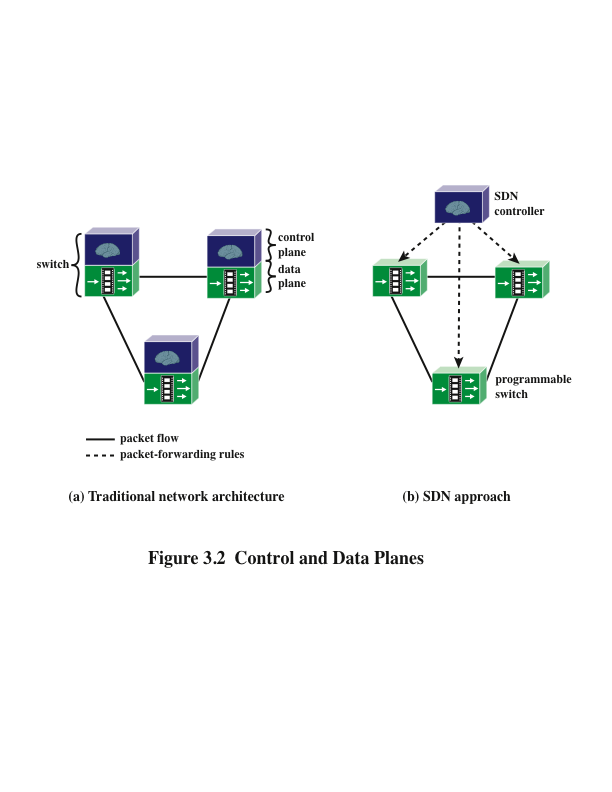 SDN
controller
control
plane
data
plane
switch
programmable
switch
packet flow
packet-forwarding rules
(a) Traditional network architecture
(b) SDN approach
Figure 3.2  Control and Data Planes